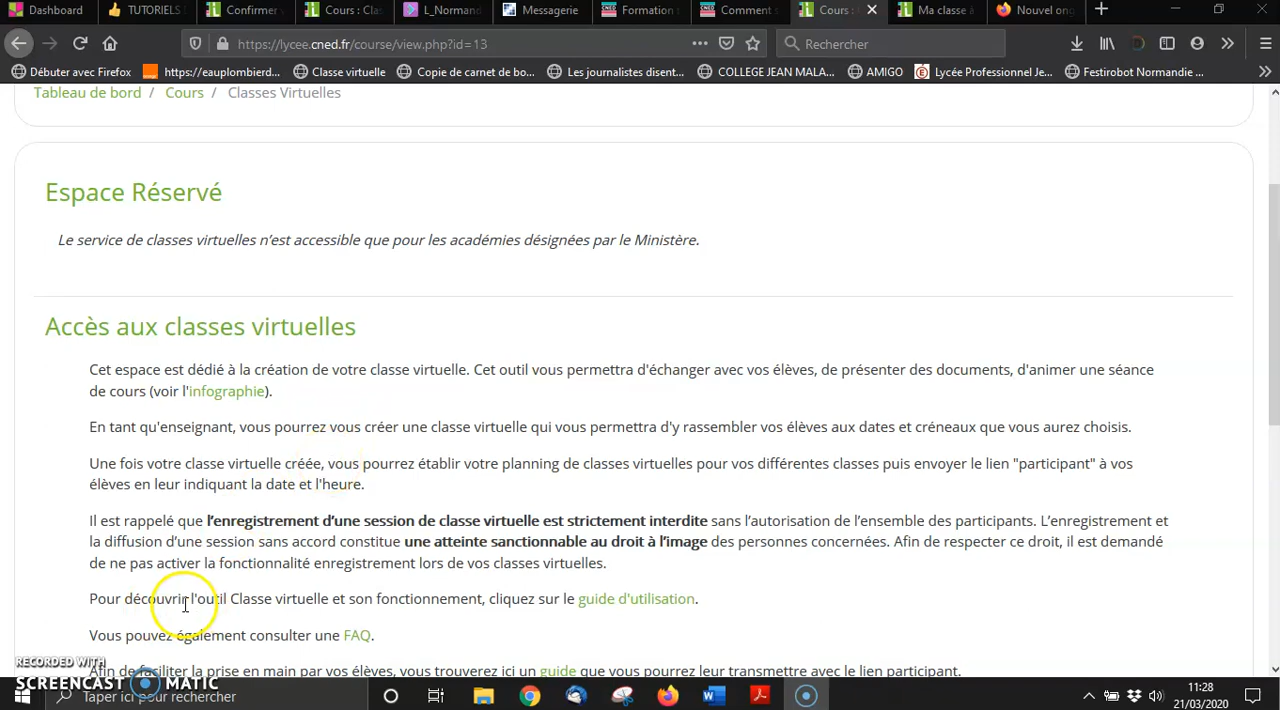 Dashboard
TUTORIELS
Confirmer
Cours : Cla
L_Normand
Messagerie
Formation
Comment
Cours :
Ma classe
Nouvel ong
https://lycee.cned.fr/course/view.php?id=13
Rechercher
Débuter avec Firefox
https://eauplombierd...
Classe virtuelle
Copie de carnet de bo...
Les journalistes disent...
COLLEGE JEAN MALA...
AMIGO
Lycée Professionnel Je...
Festirobot Normandie ...
Tableau de bord / Cours / Classes Virtuelles
Espace Réservé
Le service de classes virtuelles n’est accessible que pour les académies désignées par le Ministère.
Accès aux classes virtuelles
Cet espace est dédié à la création de votre classe virtuelle. Cet outil vous permettra d'échanger avec vos élèves, de présenter des documents, d'animer une séance
de cours (voir l'infographie).
En tant qu'enseignant, vous pourrez vous créer une classe virtuelle qui vous permettra d'y rassembler vos élèves aux dates et créneaux que vous aurez choisis.
Une fois votre classe virtuelle créée, vous pourrez établir votre planning de classes virtuelles pour vos différentes classes puis envoyer le lien "participant" à vos
élèves en leur indiquant la date et l'heure.
Il est rappelé que l’enregistrement d’une session de classe virtuelle est strictement interdite sans l’autorisation de l’ensemble des participants. L’enregistrement et
la diffusion d’une session sans accord constitue une atteinte sanctionnable au droit à l’image des personnes concernées. Afin de respecter ce droit, il est demandé
de ne pas activer la fonctionnalité enregistrement lors de vos classes virtuelles.
Pour découvrir l'outil Classe virtuelle et son fonctionnement, cliquez sur le guide d'utilisation.
Vous pouvez également consulter une FAQ.
Afin de faciliter la prise en main par vos élèves, vous trouverez ici un guide que vous pourrez leur transmettre avec le lien participant.
RECORDED WITH
SCREENCAST MATIC
Taper ici pour rechercher
11:28
21/03/2020